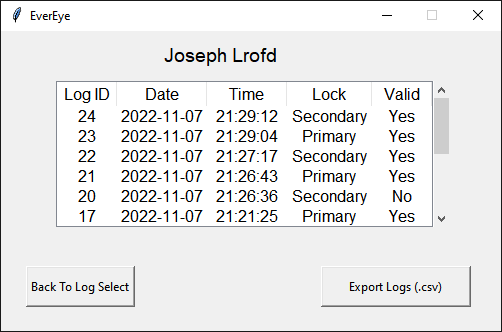 EverEye
Joseph Lrofd
Log ID Date Time Lock Valid
24 2022-11-07 21:29:12 Secondary Yes
23 2022-11-07 21:29:04 Primary Yes
22 2022-11-07 21:27:17 Secondary Yes
21 2022-11-07 21:26:43 Primary Yes
20 2022-11-07 21:26:36 Secondary No
17 2022-11-07 21:21:25 Primary Yes
Back To Log Select Export Logs (.csv)